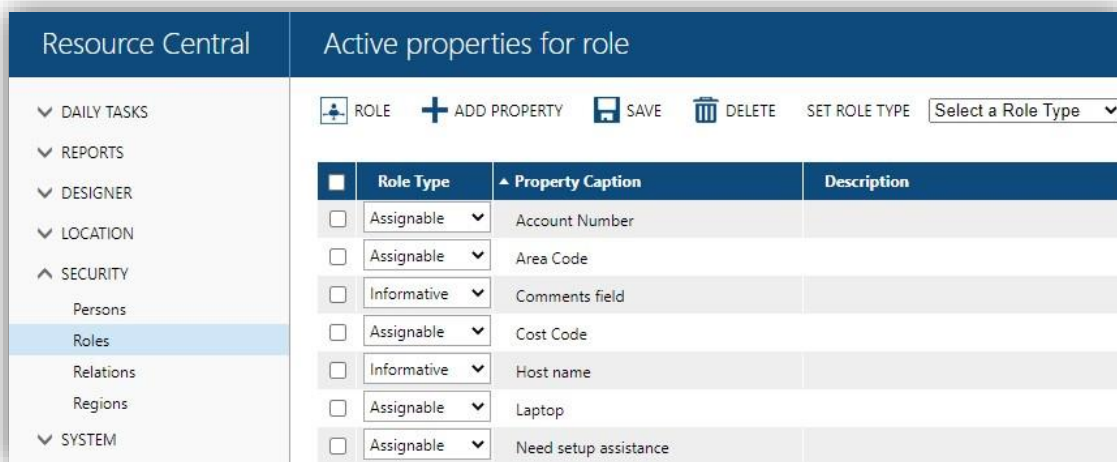 Resource Central
Active properties for role
DAILY TASKS
REPORTS
DESIGNER
LOCATION
SECURITY
Persons
Roles
Relations
Regions
SYSTEM
ROLE ADD PROPERTY SAVE DELETE SET ROLE TYPE Select a Role Type
Role Type Property Caption Description
Assignable Account Number
Assignable Area Code
Informative Comments field
Assignable Cost Code
Informative Host name
Assignable Laptop
Assignable Need setup assistance